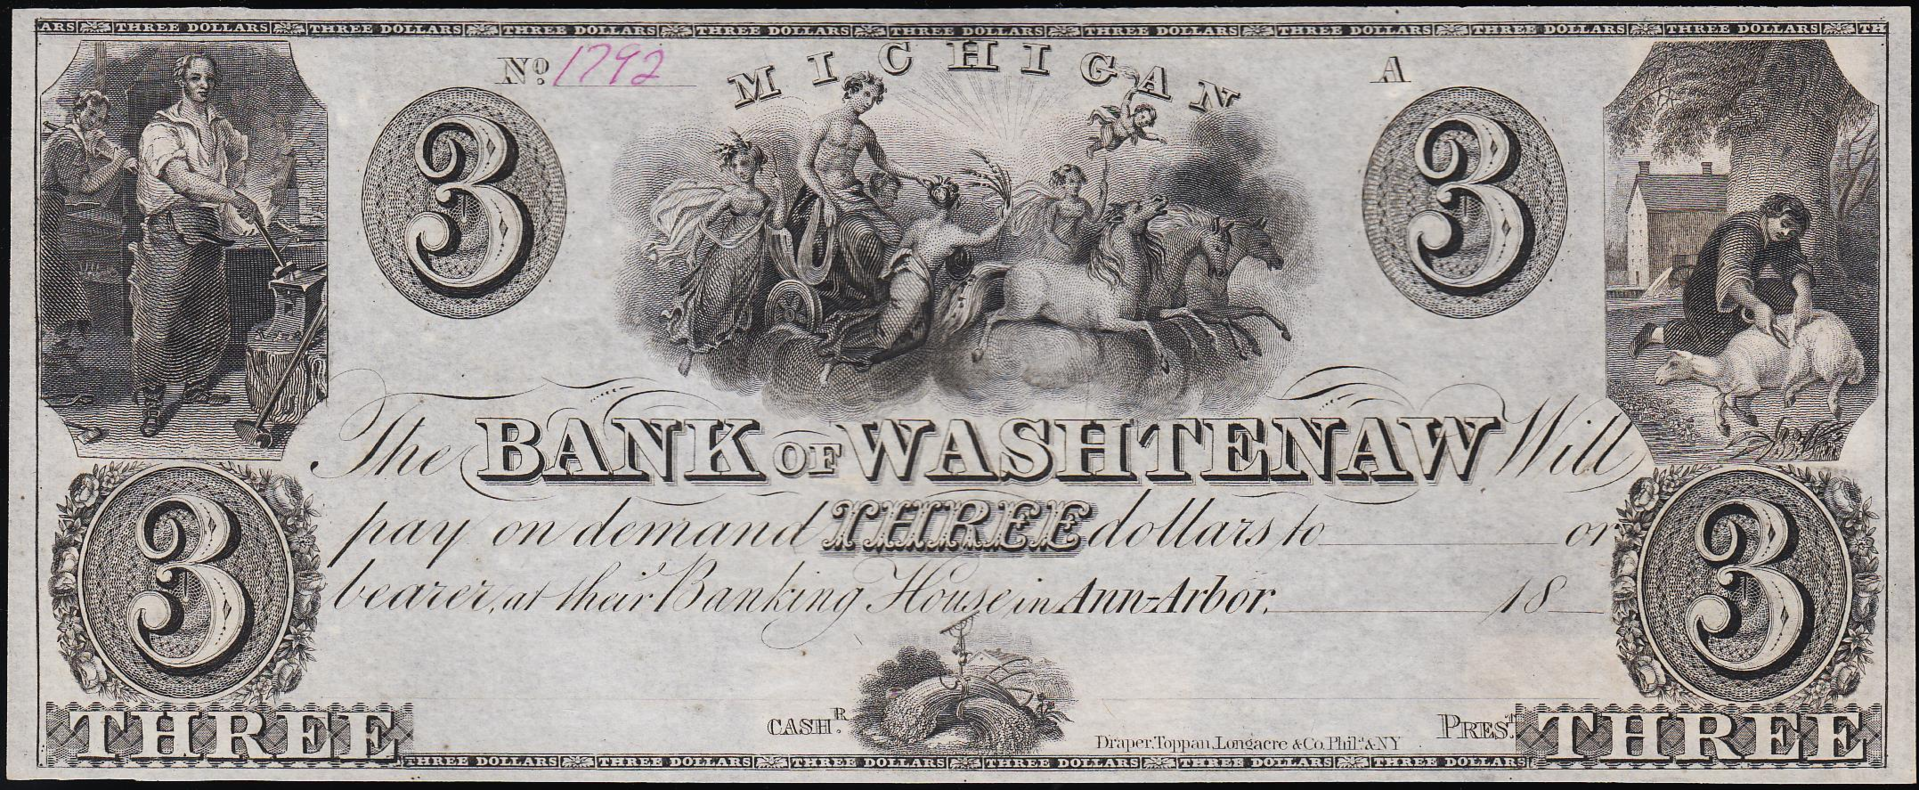 ARS THREE DOLLARS THREE DOLLARS THREE DOLLARS THREE DOLLARS THREE DOLLARS THREE DOLLARS THREE DOLLARS THREE DOLLARS THREE DOLLARS TH
No. 1792 MICHIGAN A
3 3
The BANK OF WASHTENAW Will
pay on demand THREE dollars to or
bearer, at their Banking House in Ann-Arbor. 18
3 3
CASHR. PREST.
Draper, Toppan, Longacre & Co. Phila. & NY
THREE THREE
THREE DOLLARS THREE DOLLARS THREE DOLLARS THREE DOLLARS THREE DOLLARS THREE DOLLARS